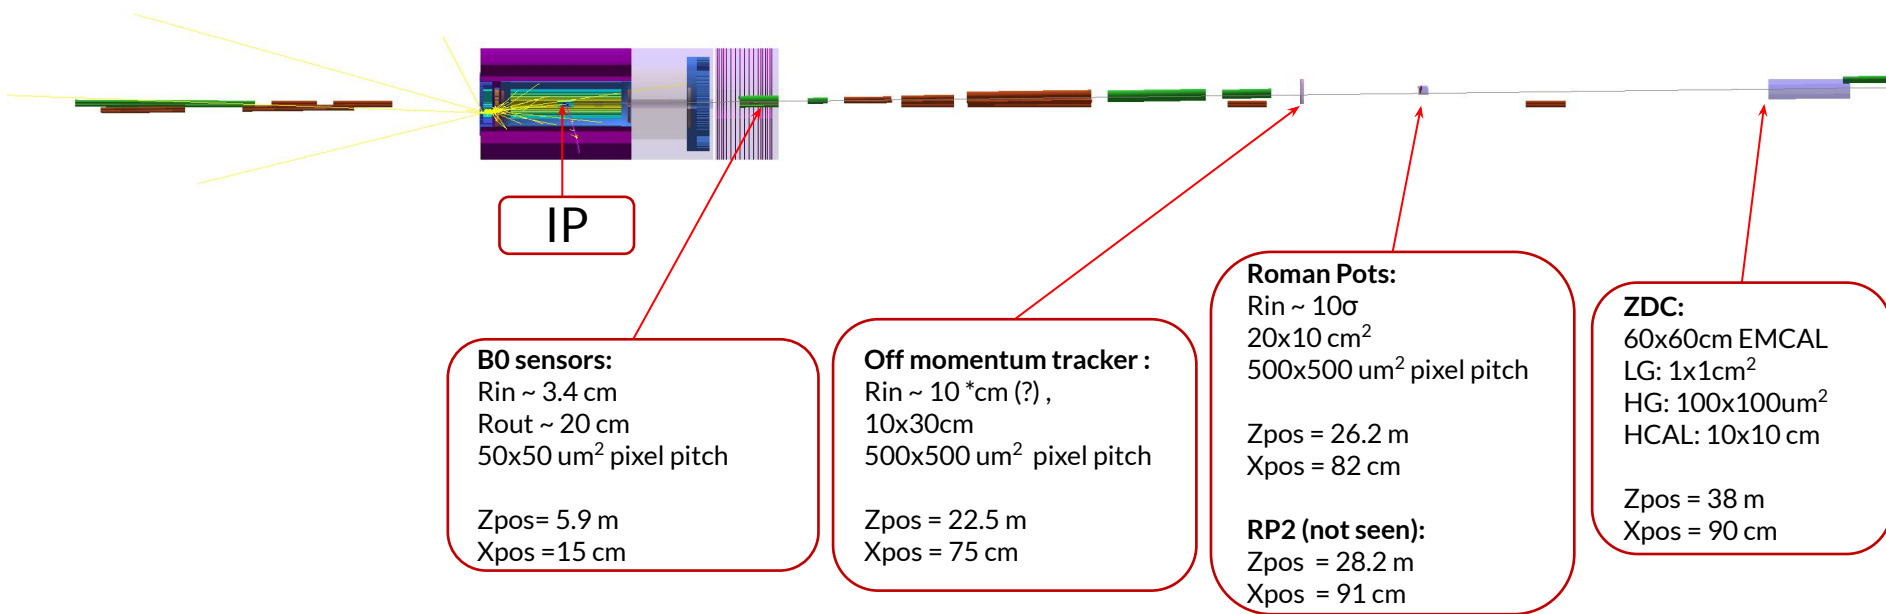 IP
B0 sensors:
Rin ~ 3.4 cm
Rout ~ 20 cm
50x50 um² pixel pitch
Zpos= 5.9 m
Xpos =15 cm
Off momentum tracker :
Rin ~ 10 *cm (?) ,
10x30cm
500x500 um² pixel pitch
Zpos = 22.5 m
Xpos = 75 cm
Roman Pots:
Rin ~ 10σ
20x10 cm²
500x500 um² pixel pitch
Zpos = 26.2 m
Xpos = 82 cm
RP2 (not seen):
Zpos = 28.2 m
Xpos = 91 cm
ZDC:
60x60cm EMCAL
LG: 1x1cm²
HG: 100x100um²
HCAL: 10x10 cm
Zpos = 38 m
Xpos = 90 cm